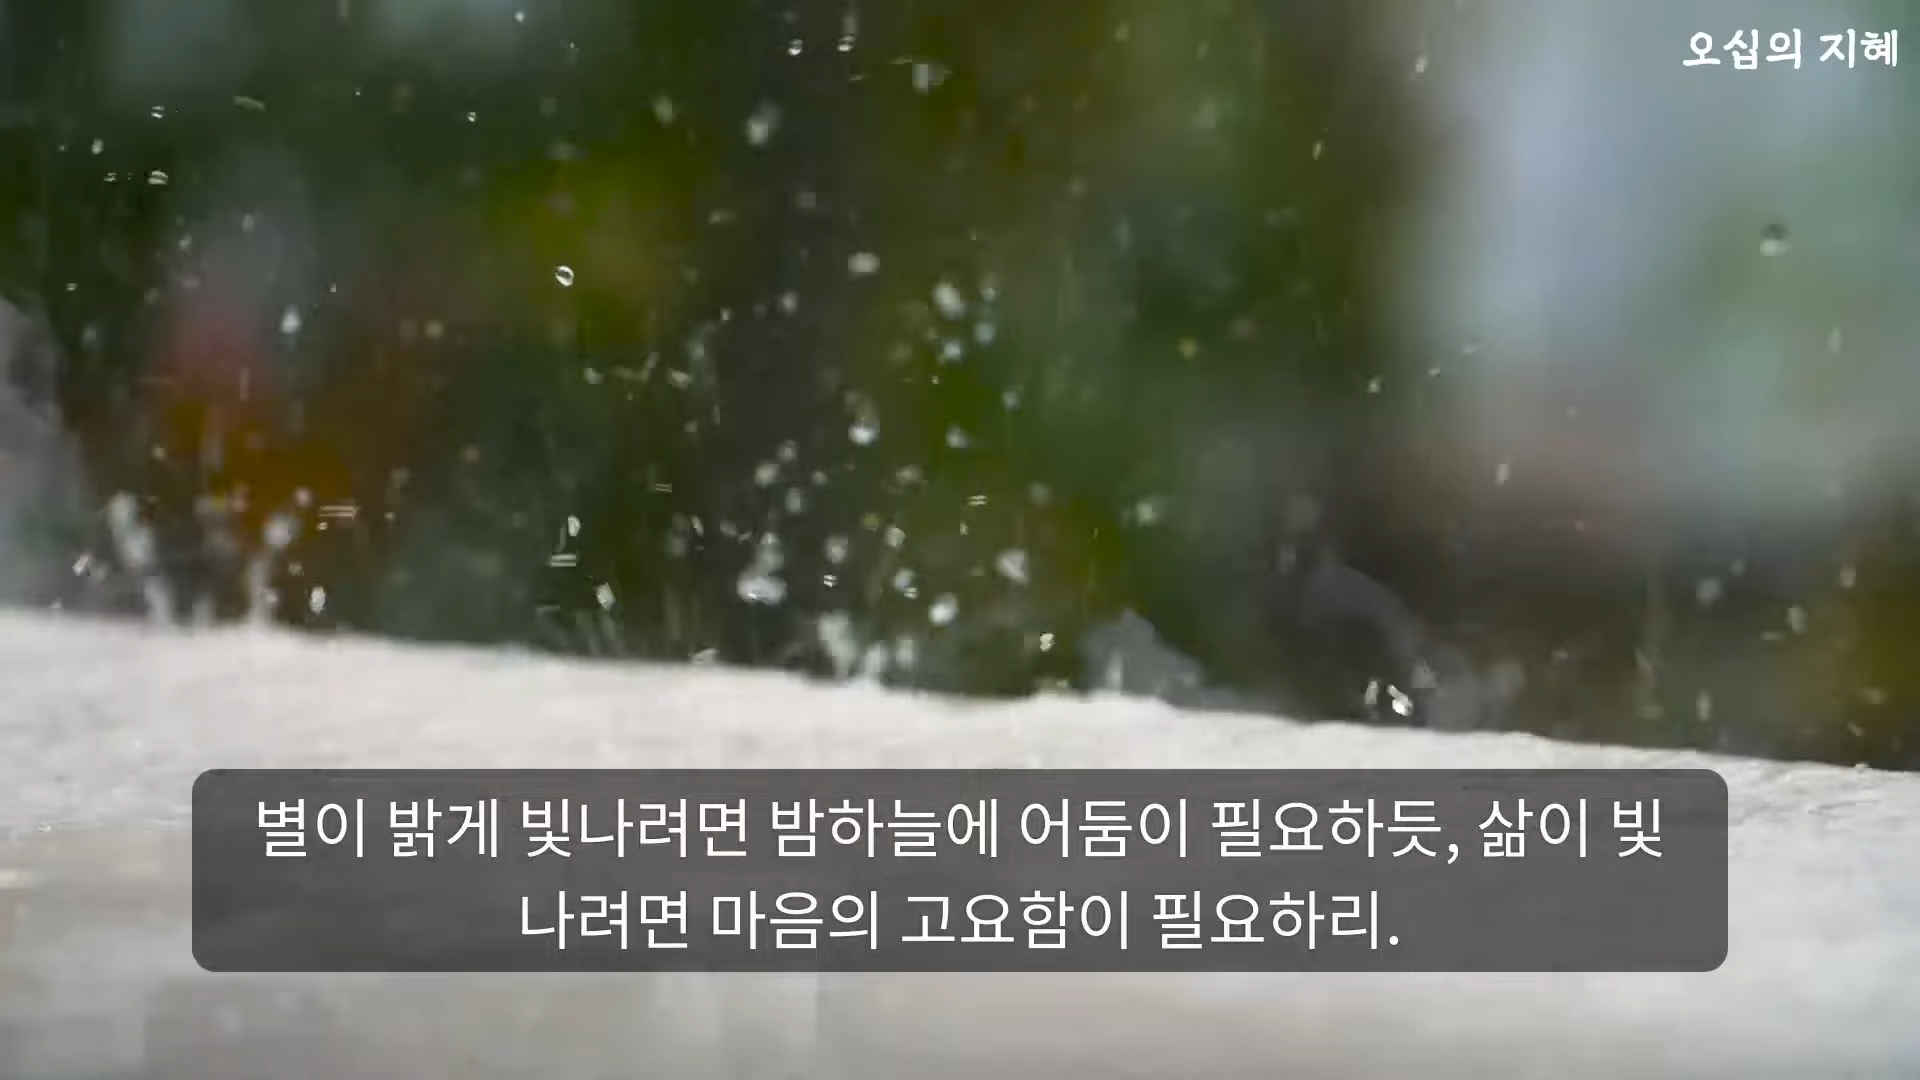 오십의 지혜
별이 밝게 빛나려면 밤하늘에 어둠이 필요하듯, 삶이 빛
나려면 마음의 고요함이 필요하리.